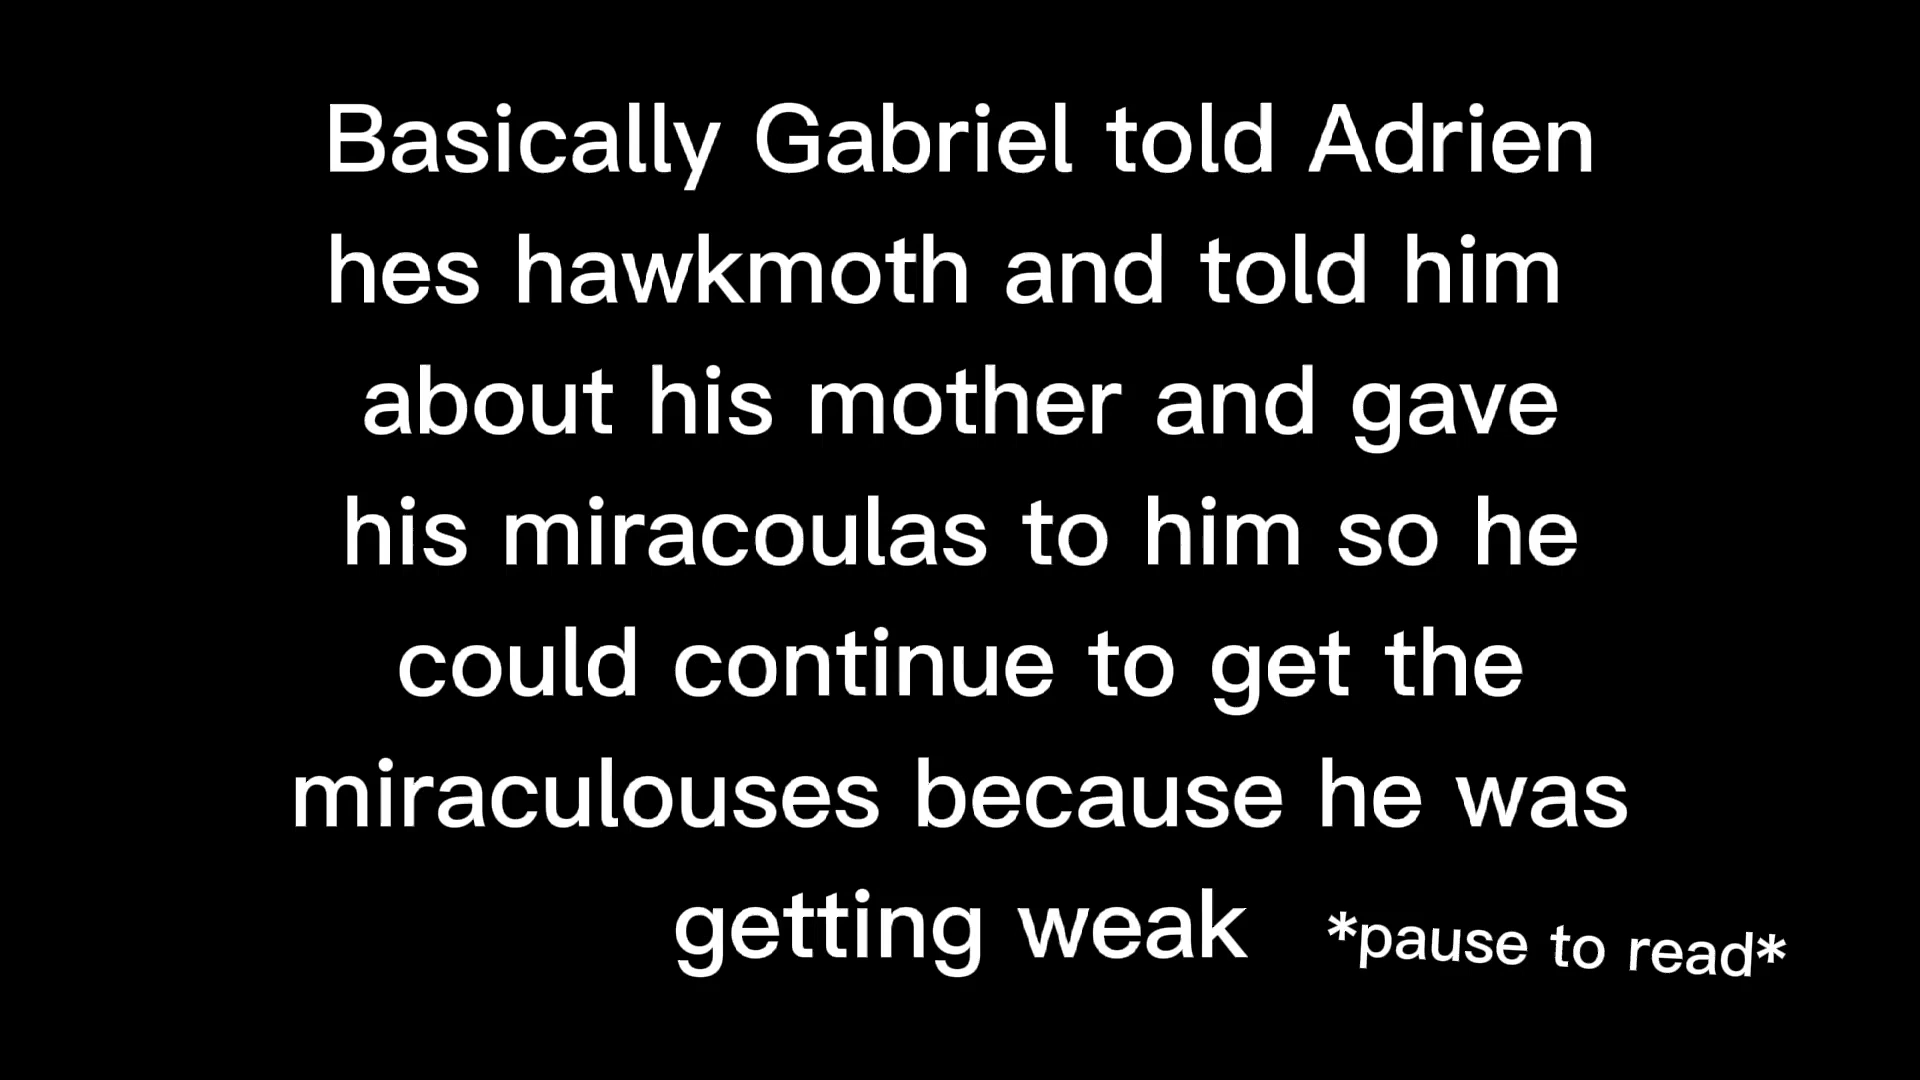 Basically Gabriel told Adrien
hes hawkmoth and told him
about his mother and gave
his miracoulas to him so he
could continue to get the
miraculouses because he was
getting weak
*pause to read*